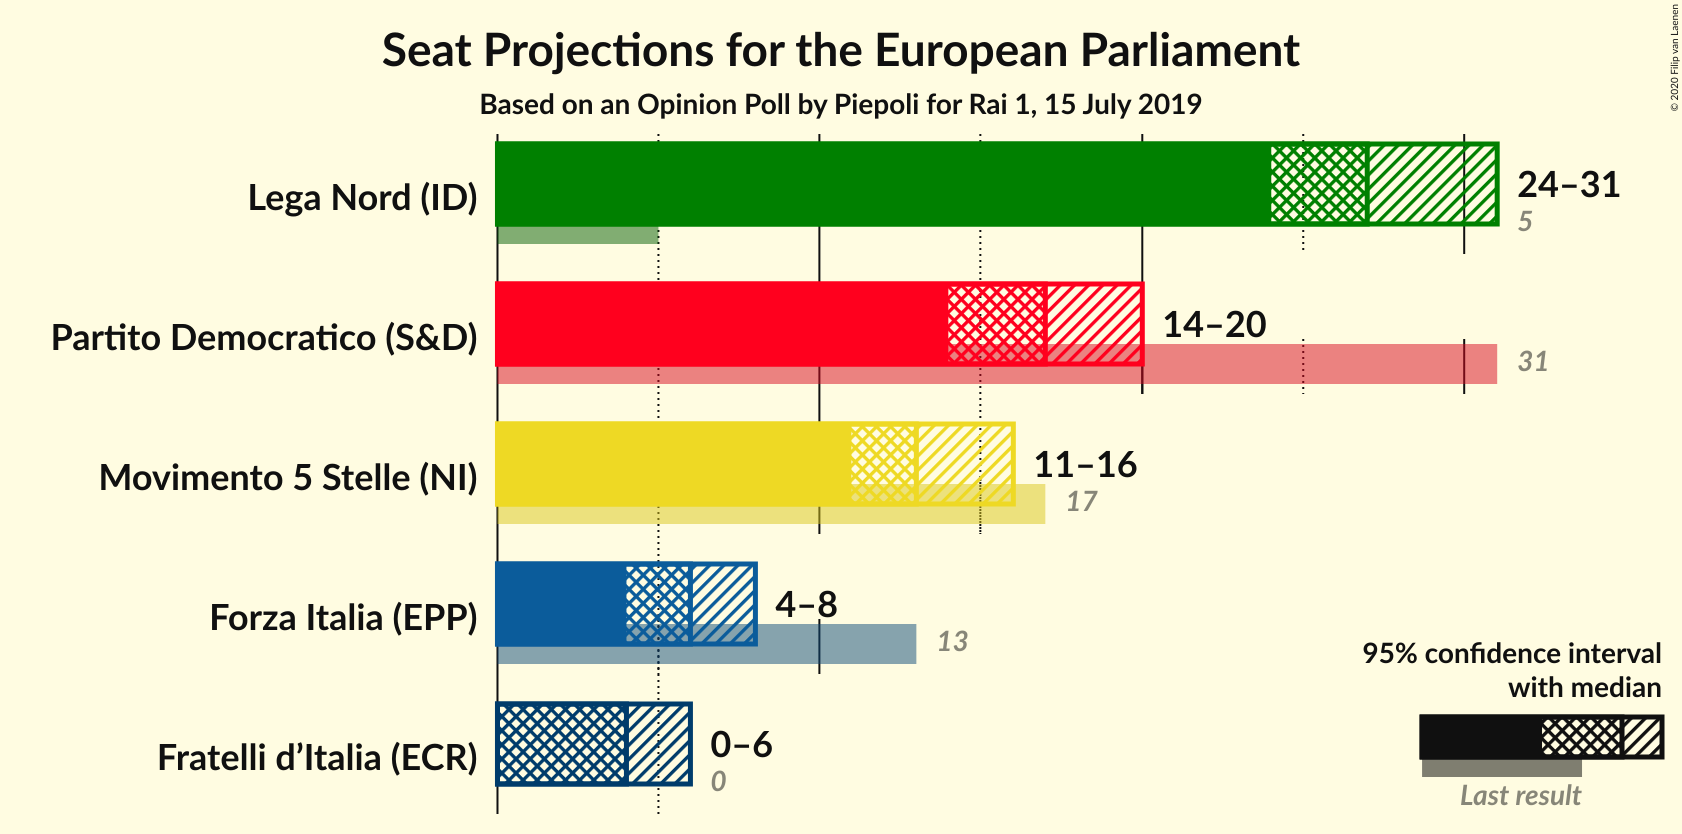 Seat Projections for the European Parliament
Based on an Opinion Poll by Piepoli for Rai 1, 15 July 2019
© 2020 Filip van Laenen
Lega Nord (ID)
24–31
5
Partito Democratico (S&D)
14–20
31
Movimento 5 Stelle (NI)
11–16
17
Forza Italia (EPP)
4–8
13
Fratelli d’Italia (ECR)
0–6
0
95% confidence interval
with median
Last result